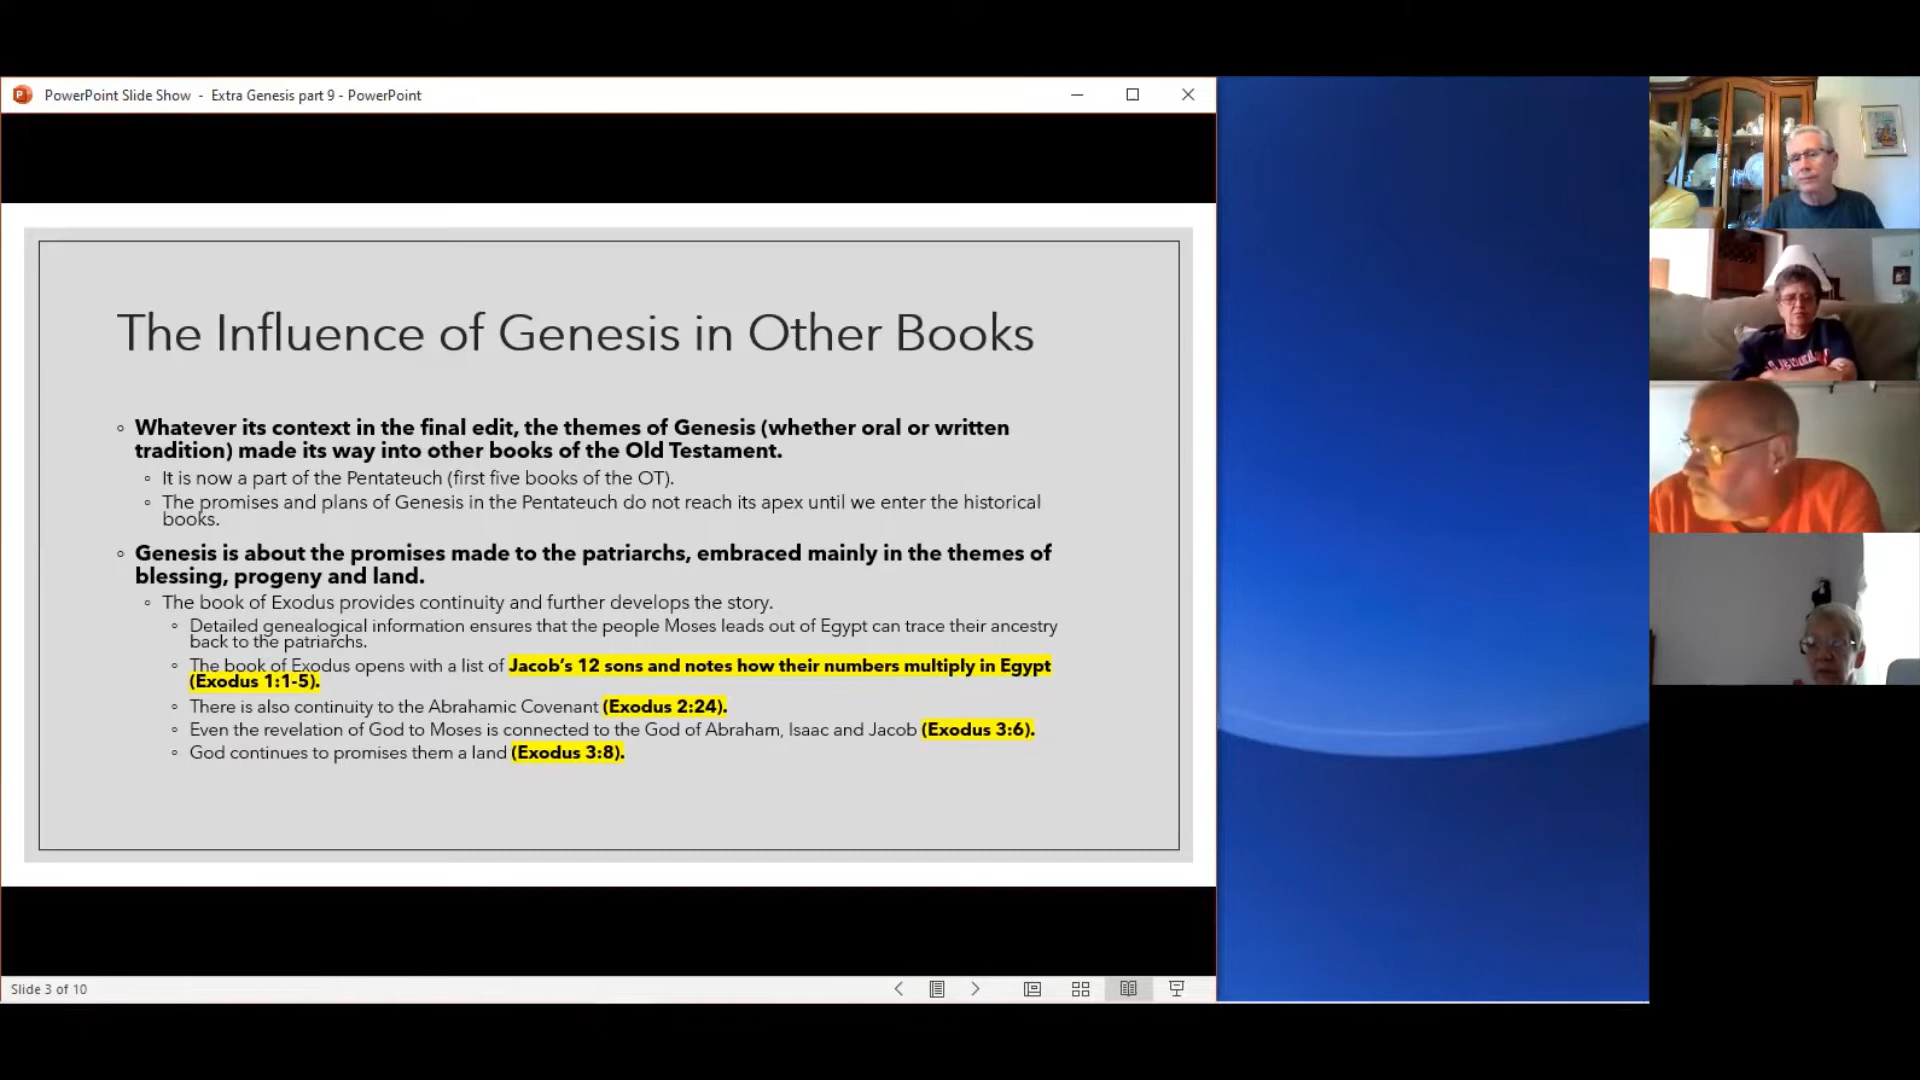 PowerPoint Slide Show - Extra Genesis part 9 - PowerPoint
The Influence of Genesis in Other Books
Whatever its context in the final edit, the themes of Genesis (whether oral or written
tradition) made its way into other books of the Old Testament.
It is now a part of the Pentateuch (first five books of the OT).
The promises and plans of Genesis in the Pentateuch do not reach its apex until we enter the historical
books.
Genesis is about the promises made to the patriarchs, embraced mainly in the themes of
blessing, progeny and land.
The book of Exodus provides continuity and further develops the story.
Detailed genealogical information ensures that the people Moses leads out of Egypt can trace their ancestry
back to the patriarchs.
The book of Exodus opens with a list of Jacob's 12 sons and notes how their numbers multiply in Egypt
(Exodus 1:1-5).
There is also continuity to the Abrahamic Covenant (Exodus 2:24).
Even the revelation of God to Moses is connected to the God of Abraham, Isaac and Jacob (Exodus 3:6).
God continues to promises them a land (Exodus 3:8).
Slide 3 of 10